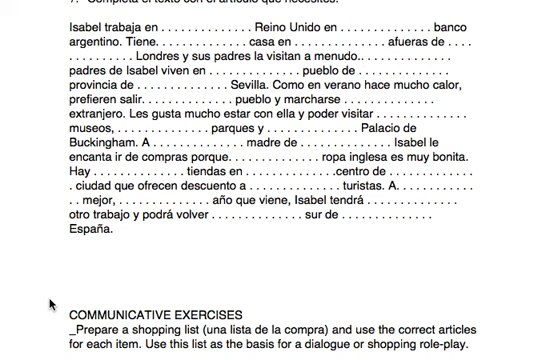 7. Completa el texto con el artículo que necesites.
Isabel trabaja en . . . . . . . . . . . . . . Reino Unido en . . . . . . . . . . . . . . banco
argentino. Tiene. . . . . . . . . . . . . . casa en . . . . . . . . . . . . . . afueras de . . . .
. . . . . . . . . . Londres y sus padres la visitan a menudo.. . . . . . . . . . . . . .
padres de Isabel viven en . . . . . . . . . . . . . . pueblo de . . . . . . . . . . . . . .
provincia de . . . . . . . . . . . . . . Sevilla. Como en verano hace mucho calor,
prefieren salir. . . . . . . . . . . . . . pueblo y marcharse . . . . . . . . . . . . . .
extranjero. Les gusta mucho estar con ella y poder visitar . . . . . . . . . . . . . .
museos, . . . . . . . . . . . . . . parques y . . . . . . . . . . . . . . Palacio de
Buckingham. A . . . . . . . . . . . . . . madre de . . . . . . . . . . . . . . Isabel le
encanta ir de compras porque. . . . . . . . . . . . . . ropa inglesa es muy bonita.
Hay . . . . . . . . . . . . . . tiendas en . . . . . . . . . . . . . .centro de . . . . . . . . . . . . .
. ciudad que ofrecen descuento a . . . . . . . . . . . . . . turistas. A. . . . . . . . . . . .
. . mejor, . . . . . . . . . . . . . . año que viene, Isabel tendrá . . . . . . . . . . . . . .
otro trabajo y podrá volver . . . . . . . . . . . . . . sur de . . . . . . . . . . . . . .
España.
COMMUNICATIVE EXERCISES
_Prepare a shopping list (una lista de la compra) and use the correct articles
for each item. Use this list as the basis for a dialogue or shopping role-play.